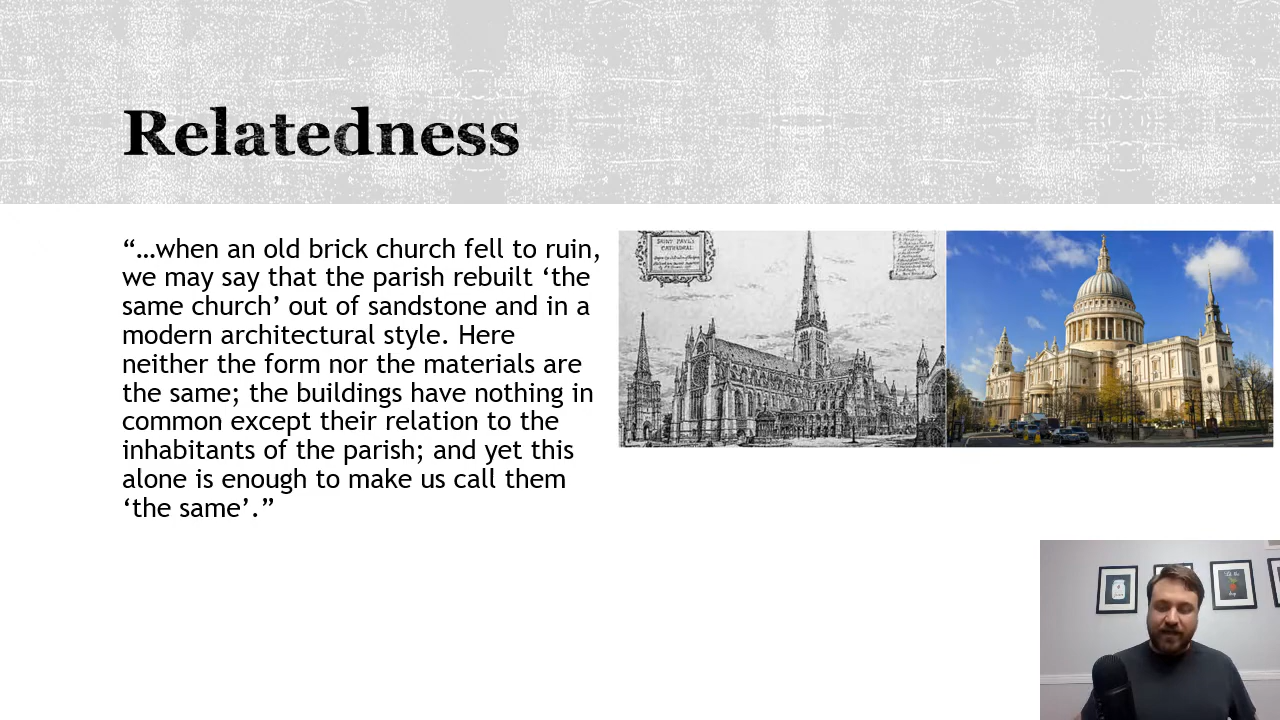 Relatedness
“…when an old brick church fell to ruin,
we may say that the parish rebuilt ‘the
same church’ out of sandstone and in a
modern architectural style. Here
neither the form nor the materials are
the same; the buildings have nothing in
common except their relation to the
inhabitants of the parish; and yet this
alone is enough to make us call them
‘the same’.”
SAINT PAULS
CATHEDRAL